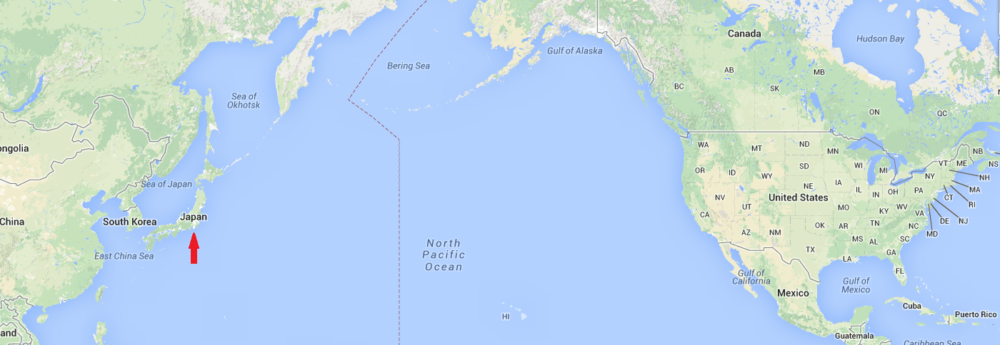 Canada
Hudson Bay
Gulf of Alaska
Bering Sea
AB
MB
SK
BC
Sea of
Okhotsk
ON
QC
ongolia
WA
MT
ND
MN
NB
VT
ME
NS
OR
ID
WY
SD
WI
MI
NY
NH
Sea of Japan
NE
IA
IL
IN
OH
PA
MA
CT
RI
NV
UT
United States
MO
KY
WV
VA
NJ
DE
MD
China
South Korea
Japan
CA
AZ
NM
OK
AR
TN
NC
SC
MS
AL
GA
TX
LA
FL
East China Sea
North
Pacific
Ocean
Gulf of
California
Gulf of
Mexico
Mexico
HI
Cuba
Puerto Rico
and
Guatemala
Caribbean Sea